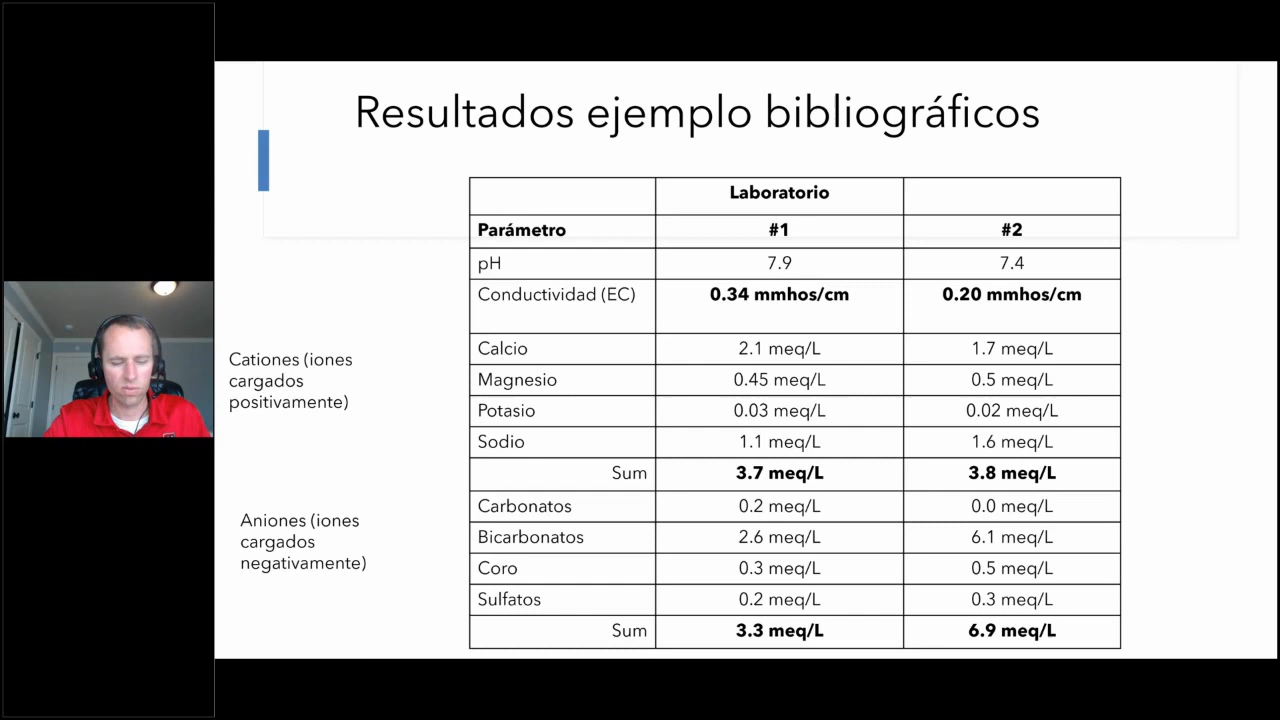 Resultados ejemplo bibliográficos
Laboratorio
Parámetro #1 #2
pH 7.9 7.4
Conductividad (EC) 0.34 mmhos/cm 0.20 mmhos/cm
Cationes (iones
cargados
positivamente)
Calcio 2.1 meq/L 1.7 meq/L
Magnesio 0.45 meq/L 0.5 meq/L
Potasio 0.03 meq/L 0.02 meq/L
Sodio 1.1 meq/L 1.6 meq/L
Sum 3.7 meq/L 3.8 meq/L
Aniones (iones
cargados
negativamente)
Carbonatos 0.2 meq/L 0.0 meq/L
Bicarbonatos 2.6 meq/L 6.1 meq/L
Coro 0.3 meq/L 0.5 meq/L
Sulfatos 0.2 meq/L 0.3 meq/L
Sum 3.3 meq/L 6.9 meq/L